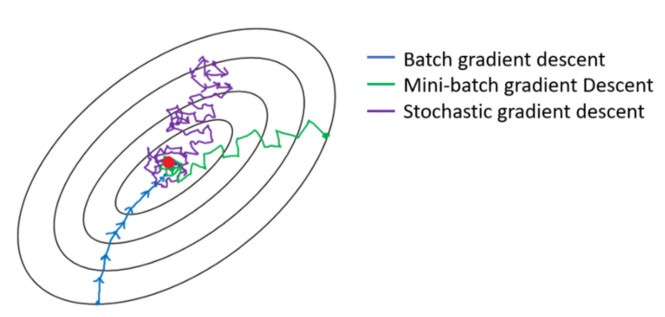 Batch gradient descent
Mini-batch gradient Descent
Stochastic gradient descent